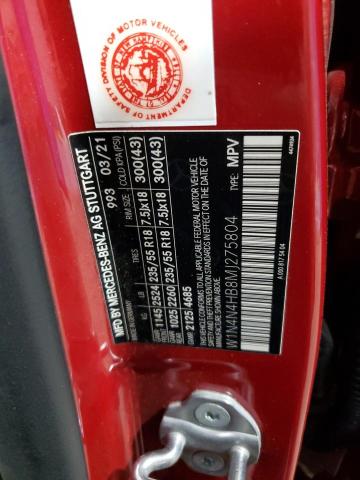 DIVISION OF MOTOR VEHICLES
DEPARTMENT OF SAFETY
MFD BY MERCEDES-BENZ AG STUTTGART
993 03/21
LB TIRES RIM SIZE COLD KPA (PSI)
1145 2524 235/55 R18 7.5Jx18 300(43)
1025 2260 235/55 R18 7.5Jx18 300(43)
GVWR 2125 4685
THIS VEHICLE CONFORMS TO ALL APPLICABLE FEDERAL MOTOR VEHICLE
SAFETY AND THEFT PREVENTION STANDARDS IN EFFECT ON THE DATE OF
MANUFACTURE SHOWN ABOVE.
W1N4N4HB8MJ275804 TYPE: MPV